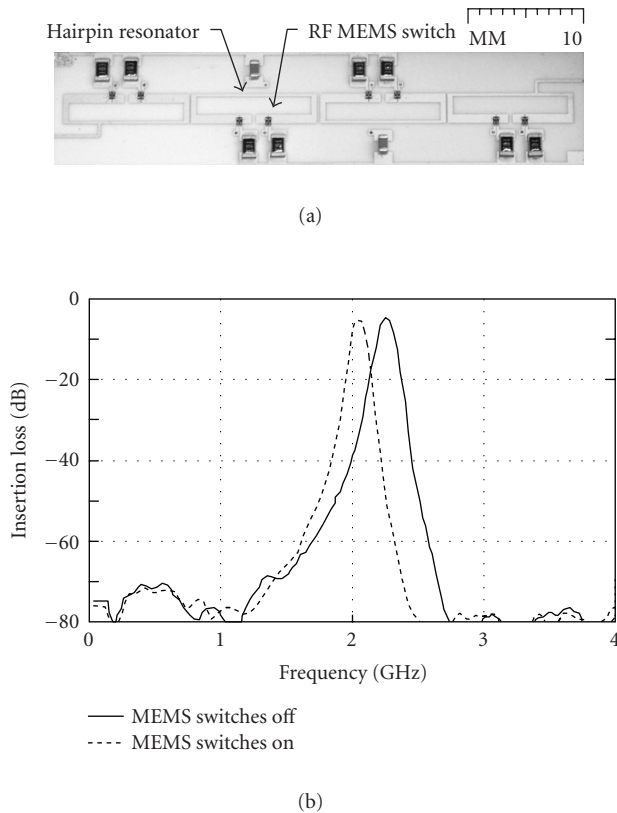 Hairpin resonator
RF MEMS switch
MM 10
(a)
0
−20
−40
−60
−80
Insertion loss (dB)
0 1 2 3 4
Frequency (GHz)
MEMS switches off
MEMS switches on
(b)